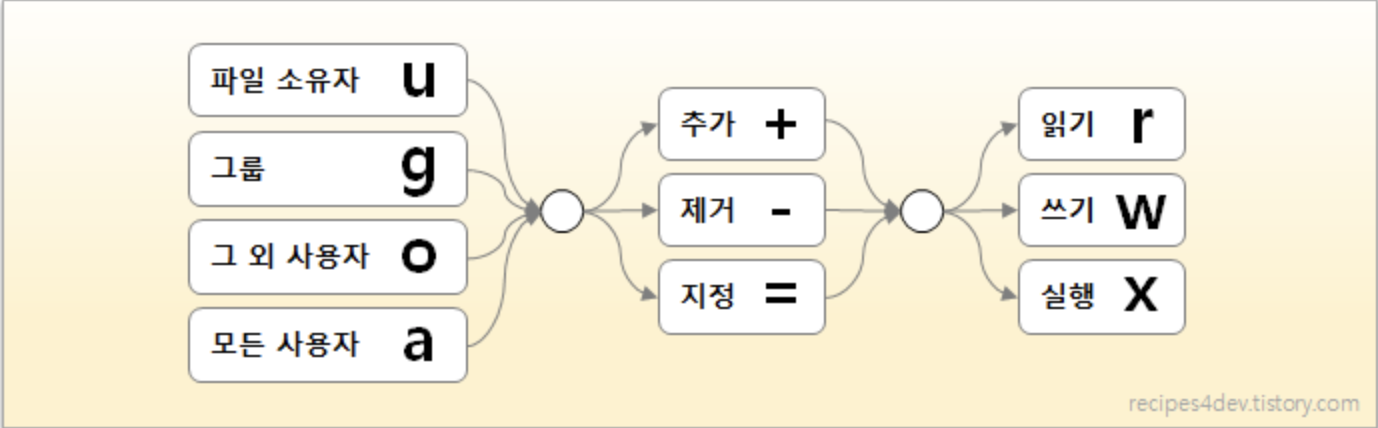 파일 소유자 u
그룹 g
그 외 사용자 o
모든 사용자 a
추가 +
제거 -
지정 =
읽기 r
쓰기 w
실행 x
recipes4dev.tistory.com